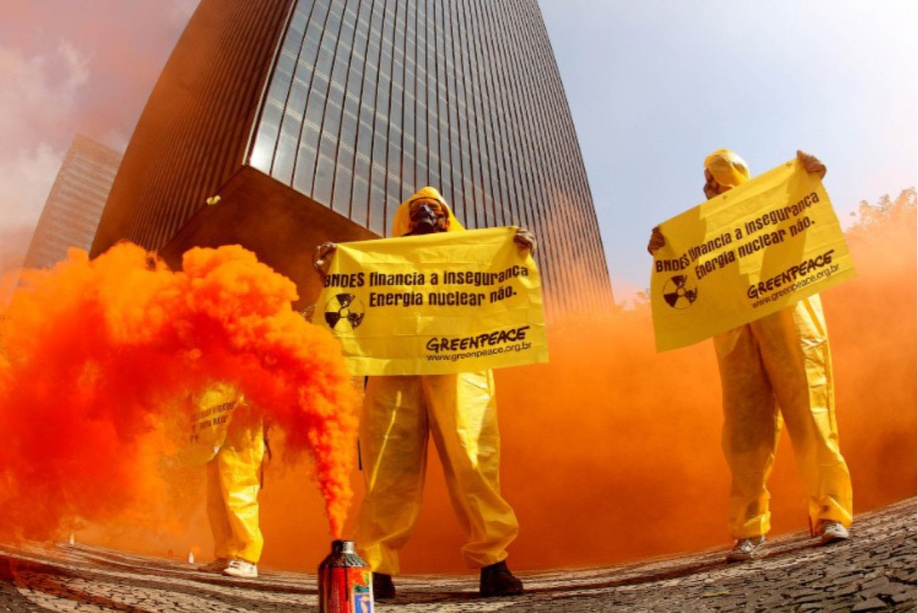 BNDES financia a insegurança
Energia nuclear não.
GREENPEACE
www.greenpeace.org.br
BNDES financia a insegurança
Energia nuclear não.
GREENPEACE
www.greenpeace.org.br